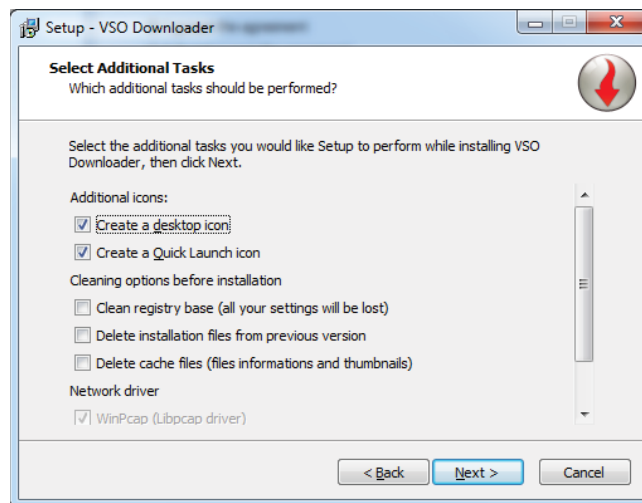 Setup - VSO Downloader
Select Additional Tasks
Which additional tasks should be performed?
Select the additional tasks you would like Setup to perform while installing VSO
Downloader, then click Next.
Additional icons:
Create a desktop icon
Create a Quick Launch icon
Cleaning options before installation
Clean registry base (all your settings will be lost)
Delete installation files from previous version
Delete cache files (files informations and thumbnails)
Network driver
WinPcap (Libpcap driver)
< Back
Next >
Cancel